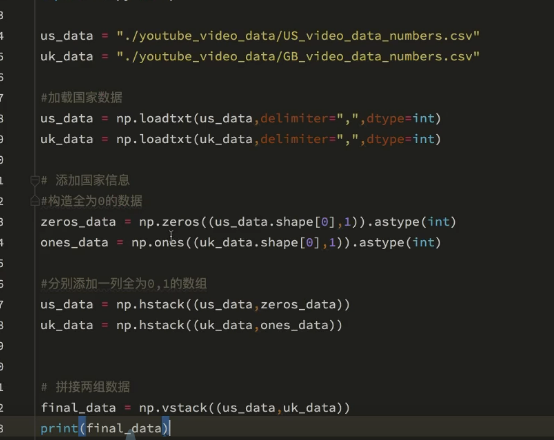 us_data = "./youtube_video_data/US_video_data_numbers.csv"
uk_data = "./youtube_video_data/GB_video_data_numbers.csv"
#加载国家数据
us_data = np.loadtxt(us_data,delimiter=",",dtype=int)
uk_data = np.loadtxt(uk_data,delimiter=",",dtype=int)
# 添加国家信息
#构造全为0的数据
zeros_data = np.zeros((us_data.shape[0],1)).astype(int)
ones_data = np.ones((uk_data.shape[0],1)).astype(int)
#分别添加一列全为0,1的数组
us_data = np.hstack((us_data,zeros_data))
uk_data = np.hstack((uk_data,ones_data))
# 拼接两组数据
final_data = np.vstack((us_data,uk_data))
print(final_data)